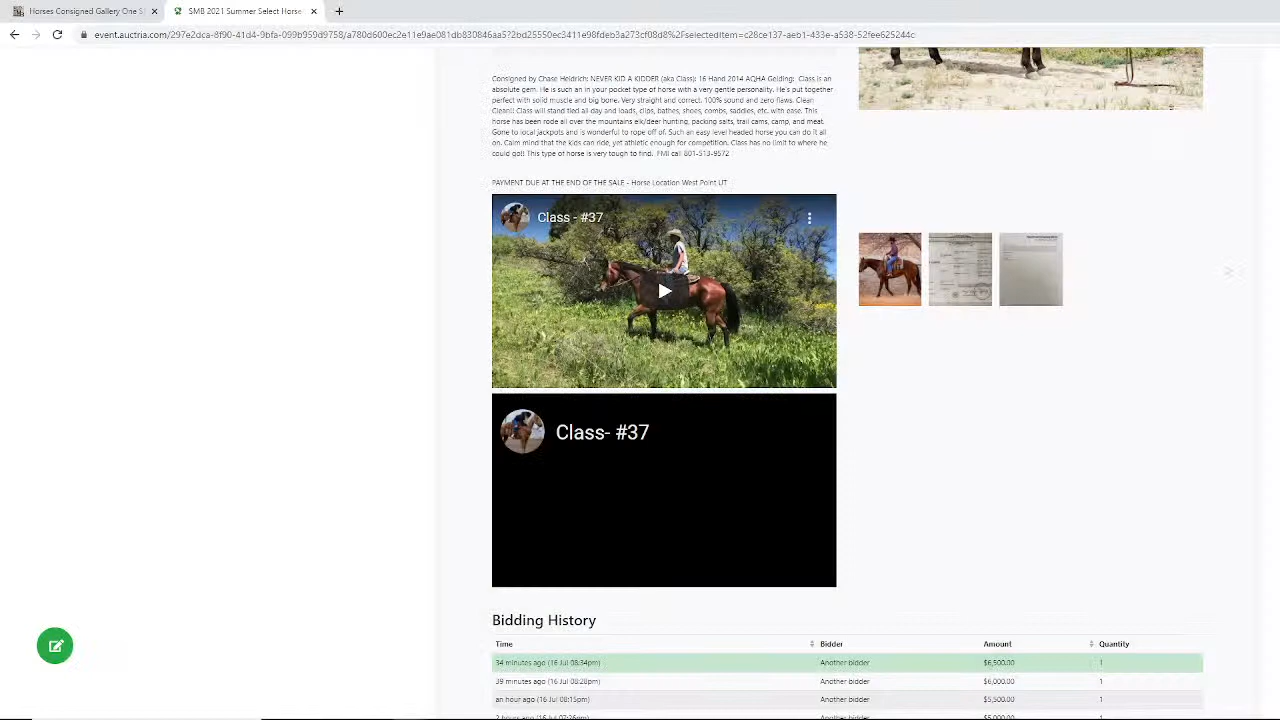 Horses Consigned Gallery One S
SMB 2021 Summer Select Horse
Consigned by Chase Heidrich: NEVER KID A KIDDER (aka Class): 16 Hand 2014 AQHA Gelding: Class is an
absolute gem. He is such an in your pocket type of horse with a very gentle personality. He's put together
perfect with solid muscle and big bone. Very straight and correct. 100% sound and zero flaws. Clean
Clean!! Class will stand tied all day and loads, clips, bathes, shoes, combs, saddles, etc. with ease. This
horse has been rode all over the mountains elk/deer hunting, packing salts, trail cams, camp, and meat.
Gone to local jackpots and is wonderful to rope off of. Such an easy level headed horse you can do it all
on. Calm mind that the kids can ride, yet athletic enough for competition. Class has no limit to where he
could go!! This type of horse is very tough to find. FMI call 801-513-9572
PAYMENT DUE AT THE END OF THE SALE - Horse Location West Point UT
Class - #37
Class- #37
Bidding History
Time Bidder Amount Quantity
34 minutes ago (16 Jul 08:34pm) Another bidder $6,500.00 1
39 minutes ago (16 Jul 08:28pm) Another bidder $6,000.00 1
an hour ago (16 Jul 08:15pm) Another bidder $5,500.00 1